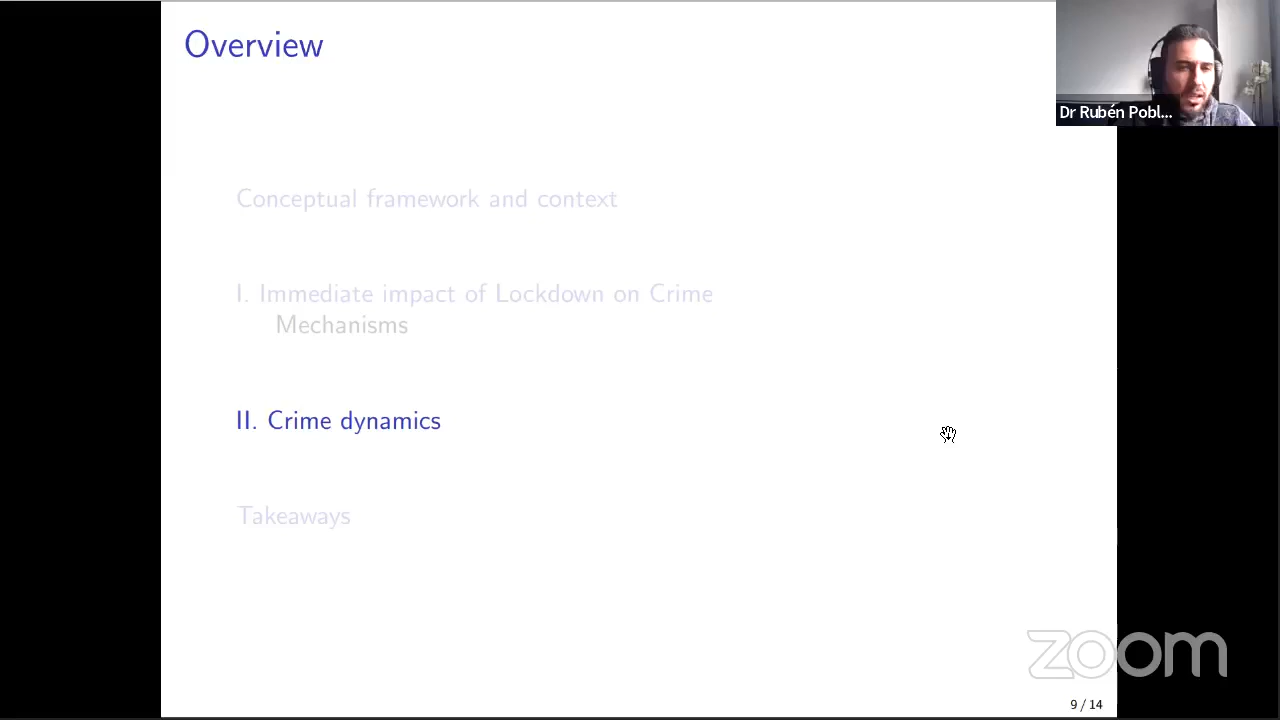 Overview
Dr Rubén Pobl...
Conceptual framework and context
I. Immediate impact of Lockdown on Crime
Mechanisms
II. Crime dynamics
Takeaways
zoom
9 / 14